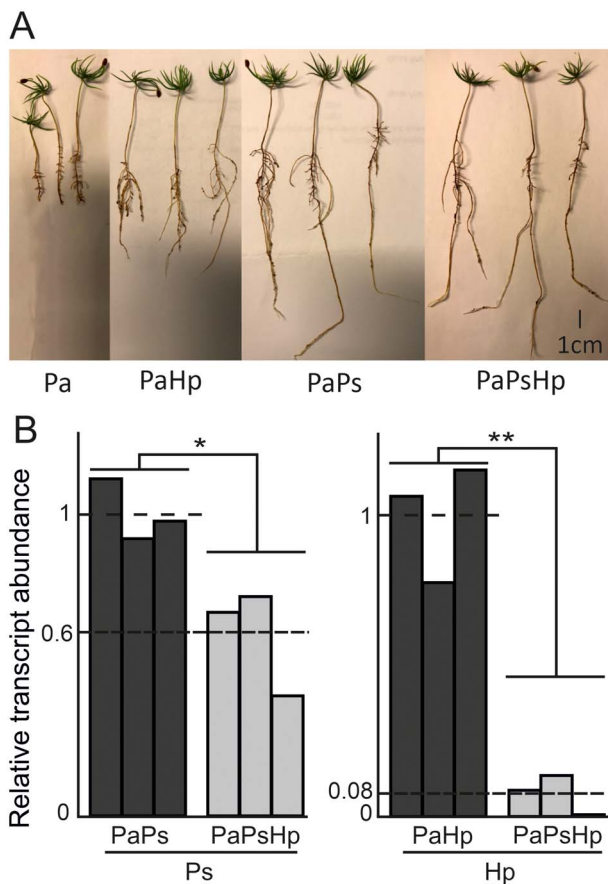 A
1cm
Pa PaHp PaPs PaPsHp
B
Relative transcript abundance
* **
1 1
0.6
0.08
0 0
PaPs PaPsHp PaHp PaPsHp
Ps Hp